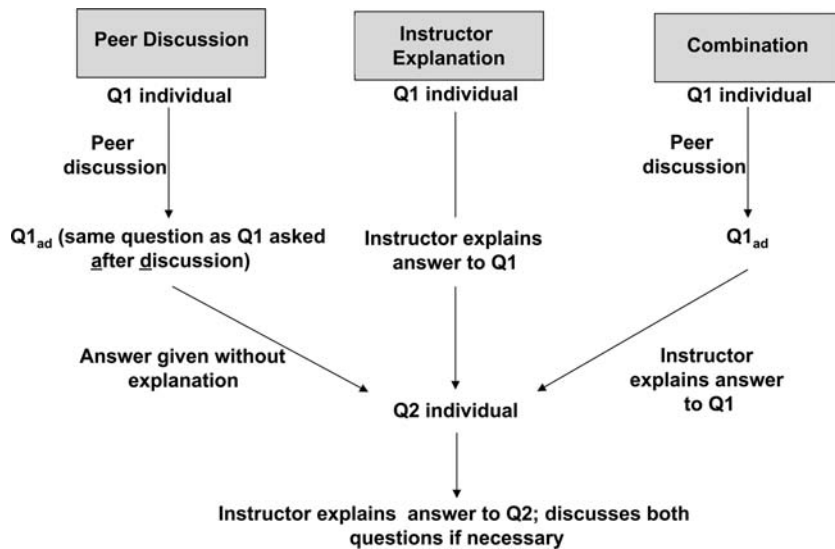 Peer Discussion
Q1 individual
Peer
discussion
Q1ad (same question as Q1 asked
after discussion)
Answer given without
explanation
Instructor
Explanation
Q1 individual
Instructor explains
answer to Q1
Combination
Q1 individual
Peer
discussion
Q1ad
Instructor
explains answer
to Q1
Q2 individual
Instructor explains answer to Q2; discusses both
questions if necessary